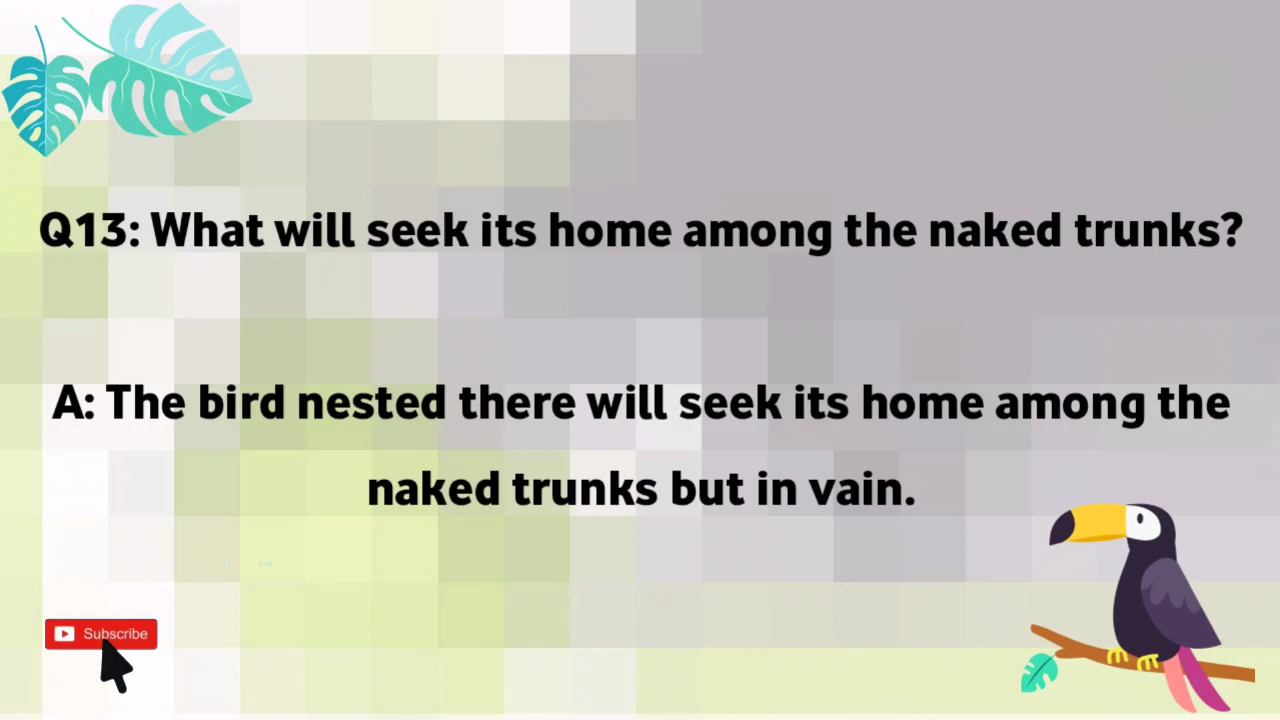 Q13: What will seek its home among the naked trunks?
A: The bird nested there will seek its home among the
naked trunks but in vain.
Subscribe